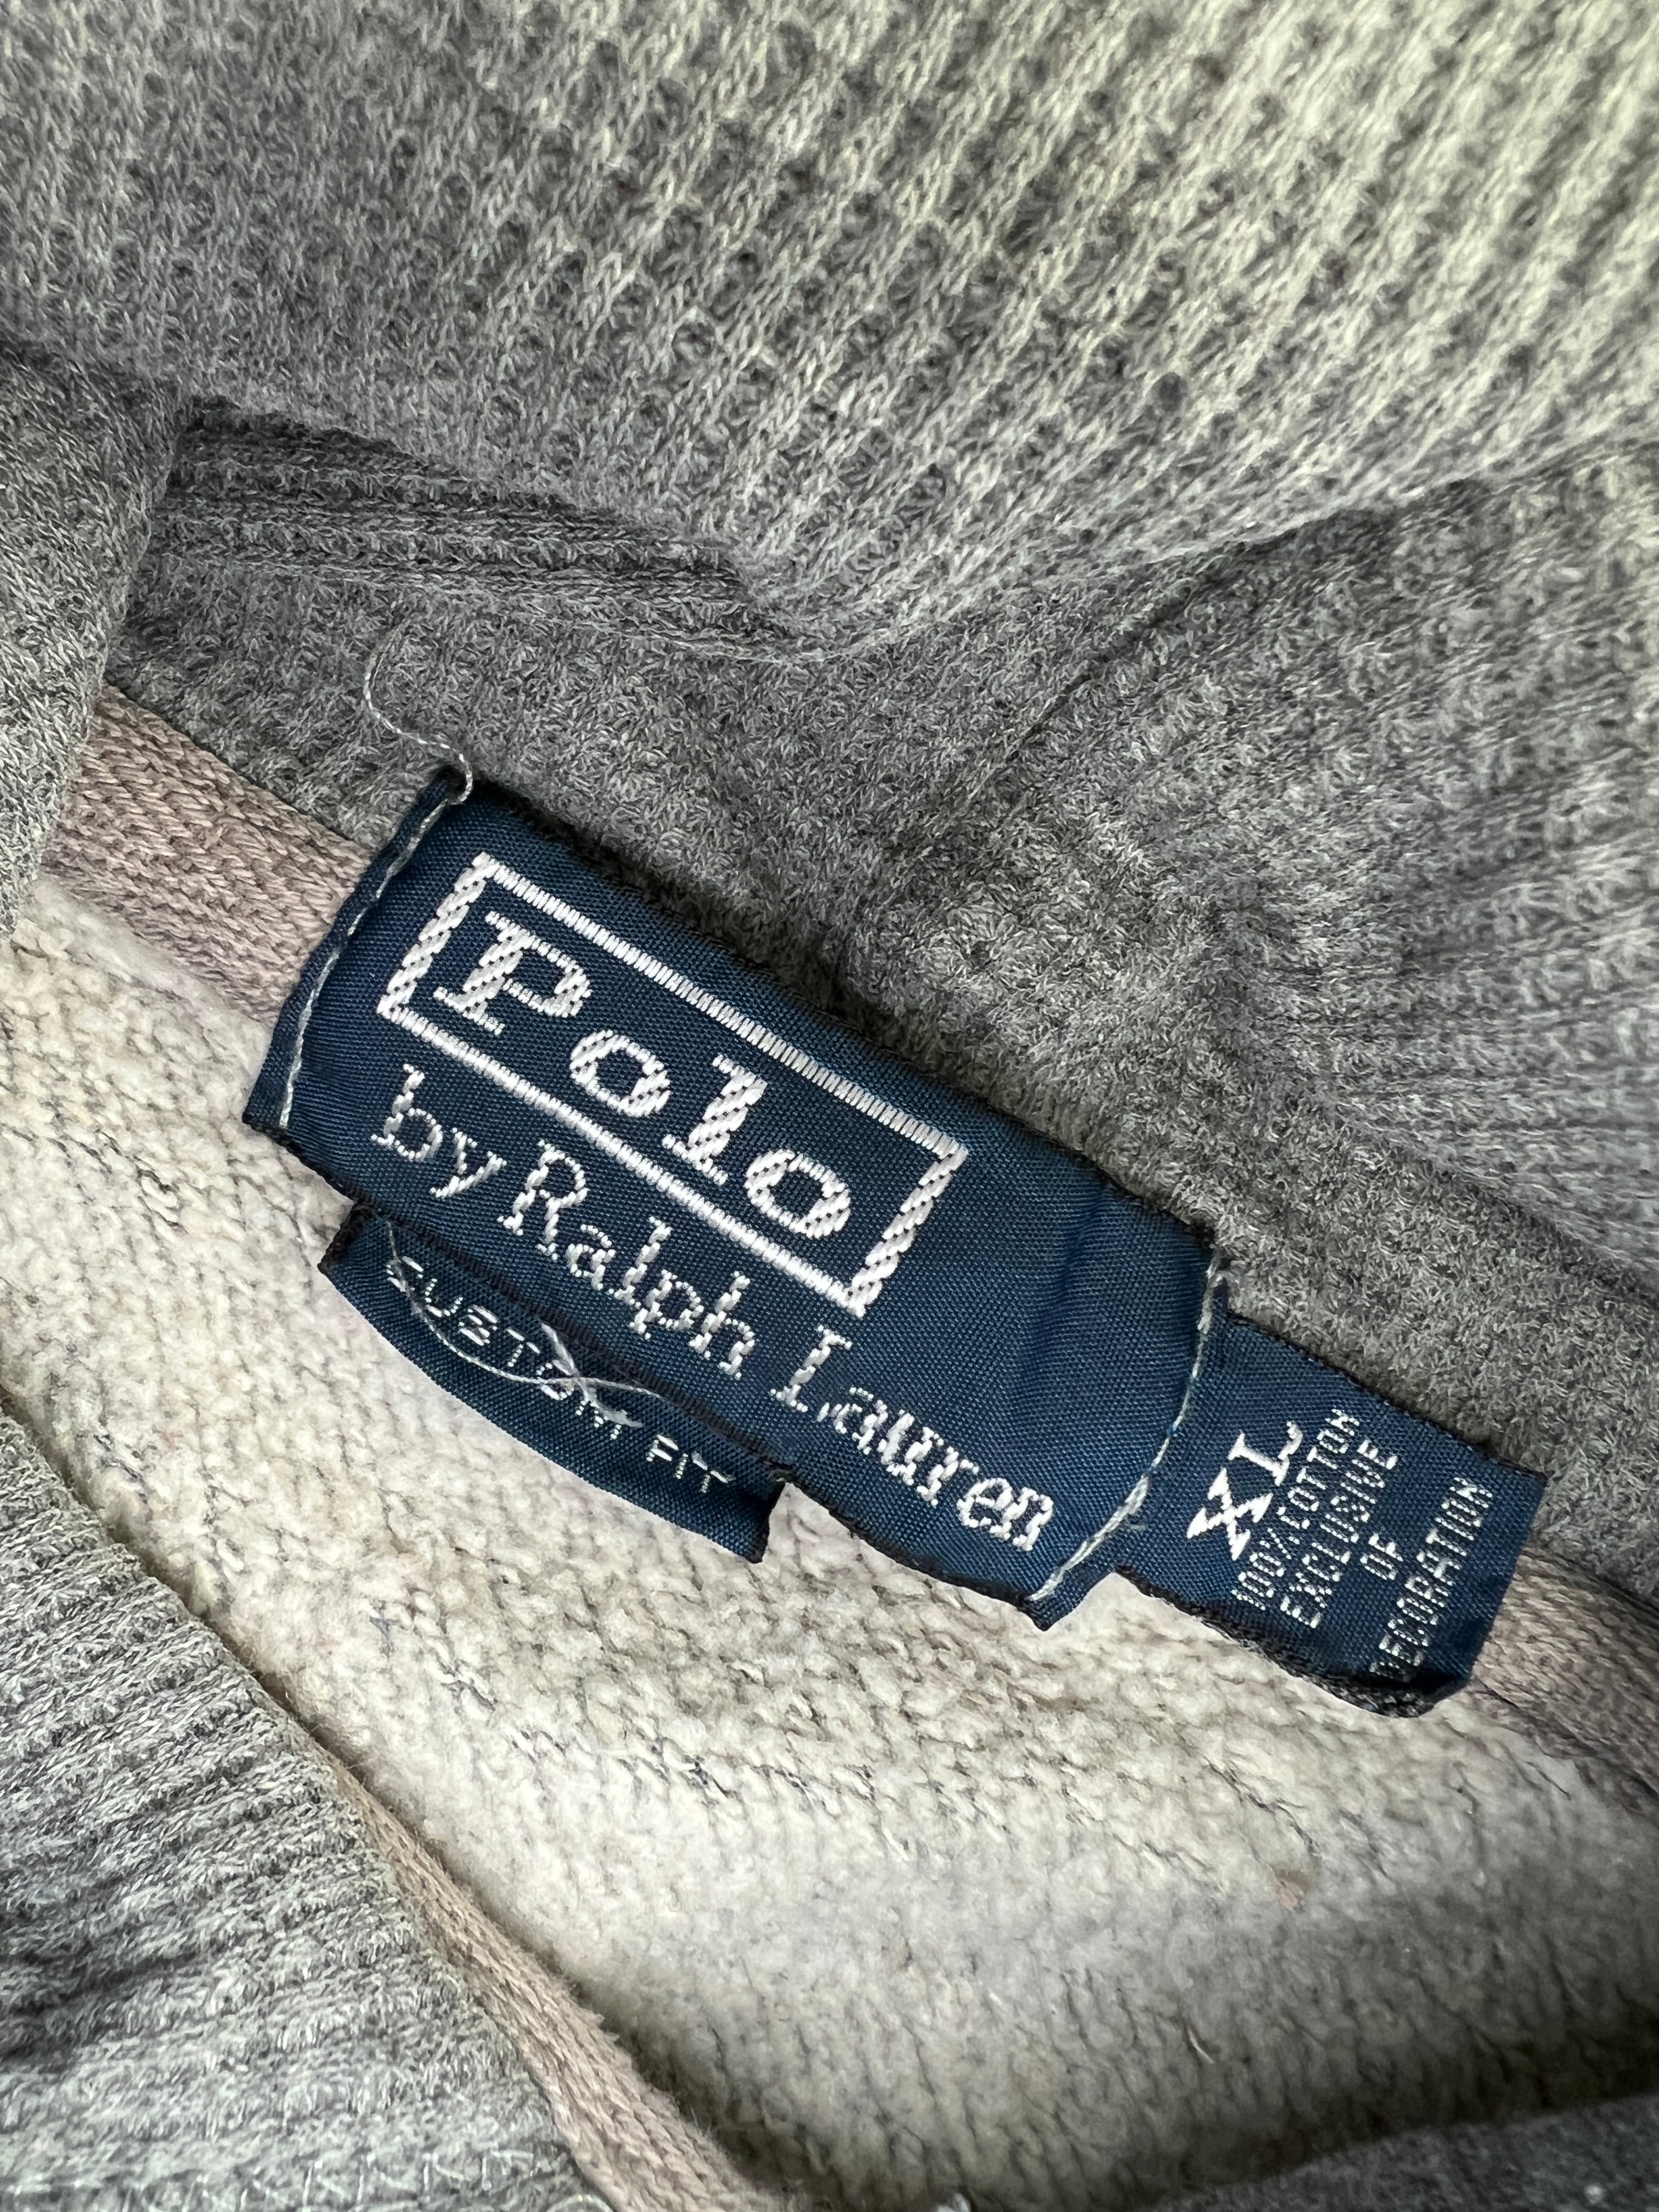 Polo
by Ralph Lauren
CUSTOM FIT
XL
100% COTTON
EXCLUSIVE
OF
DECORATION